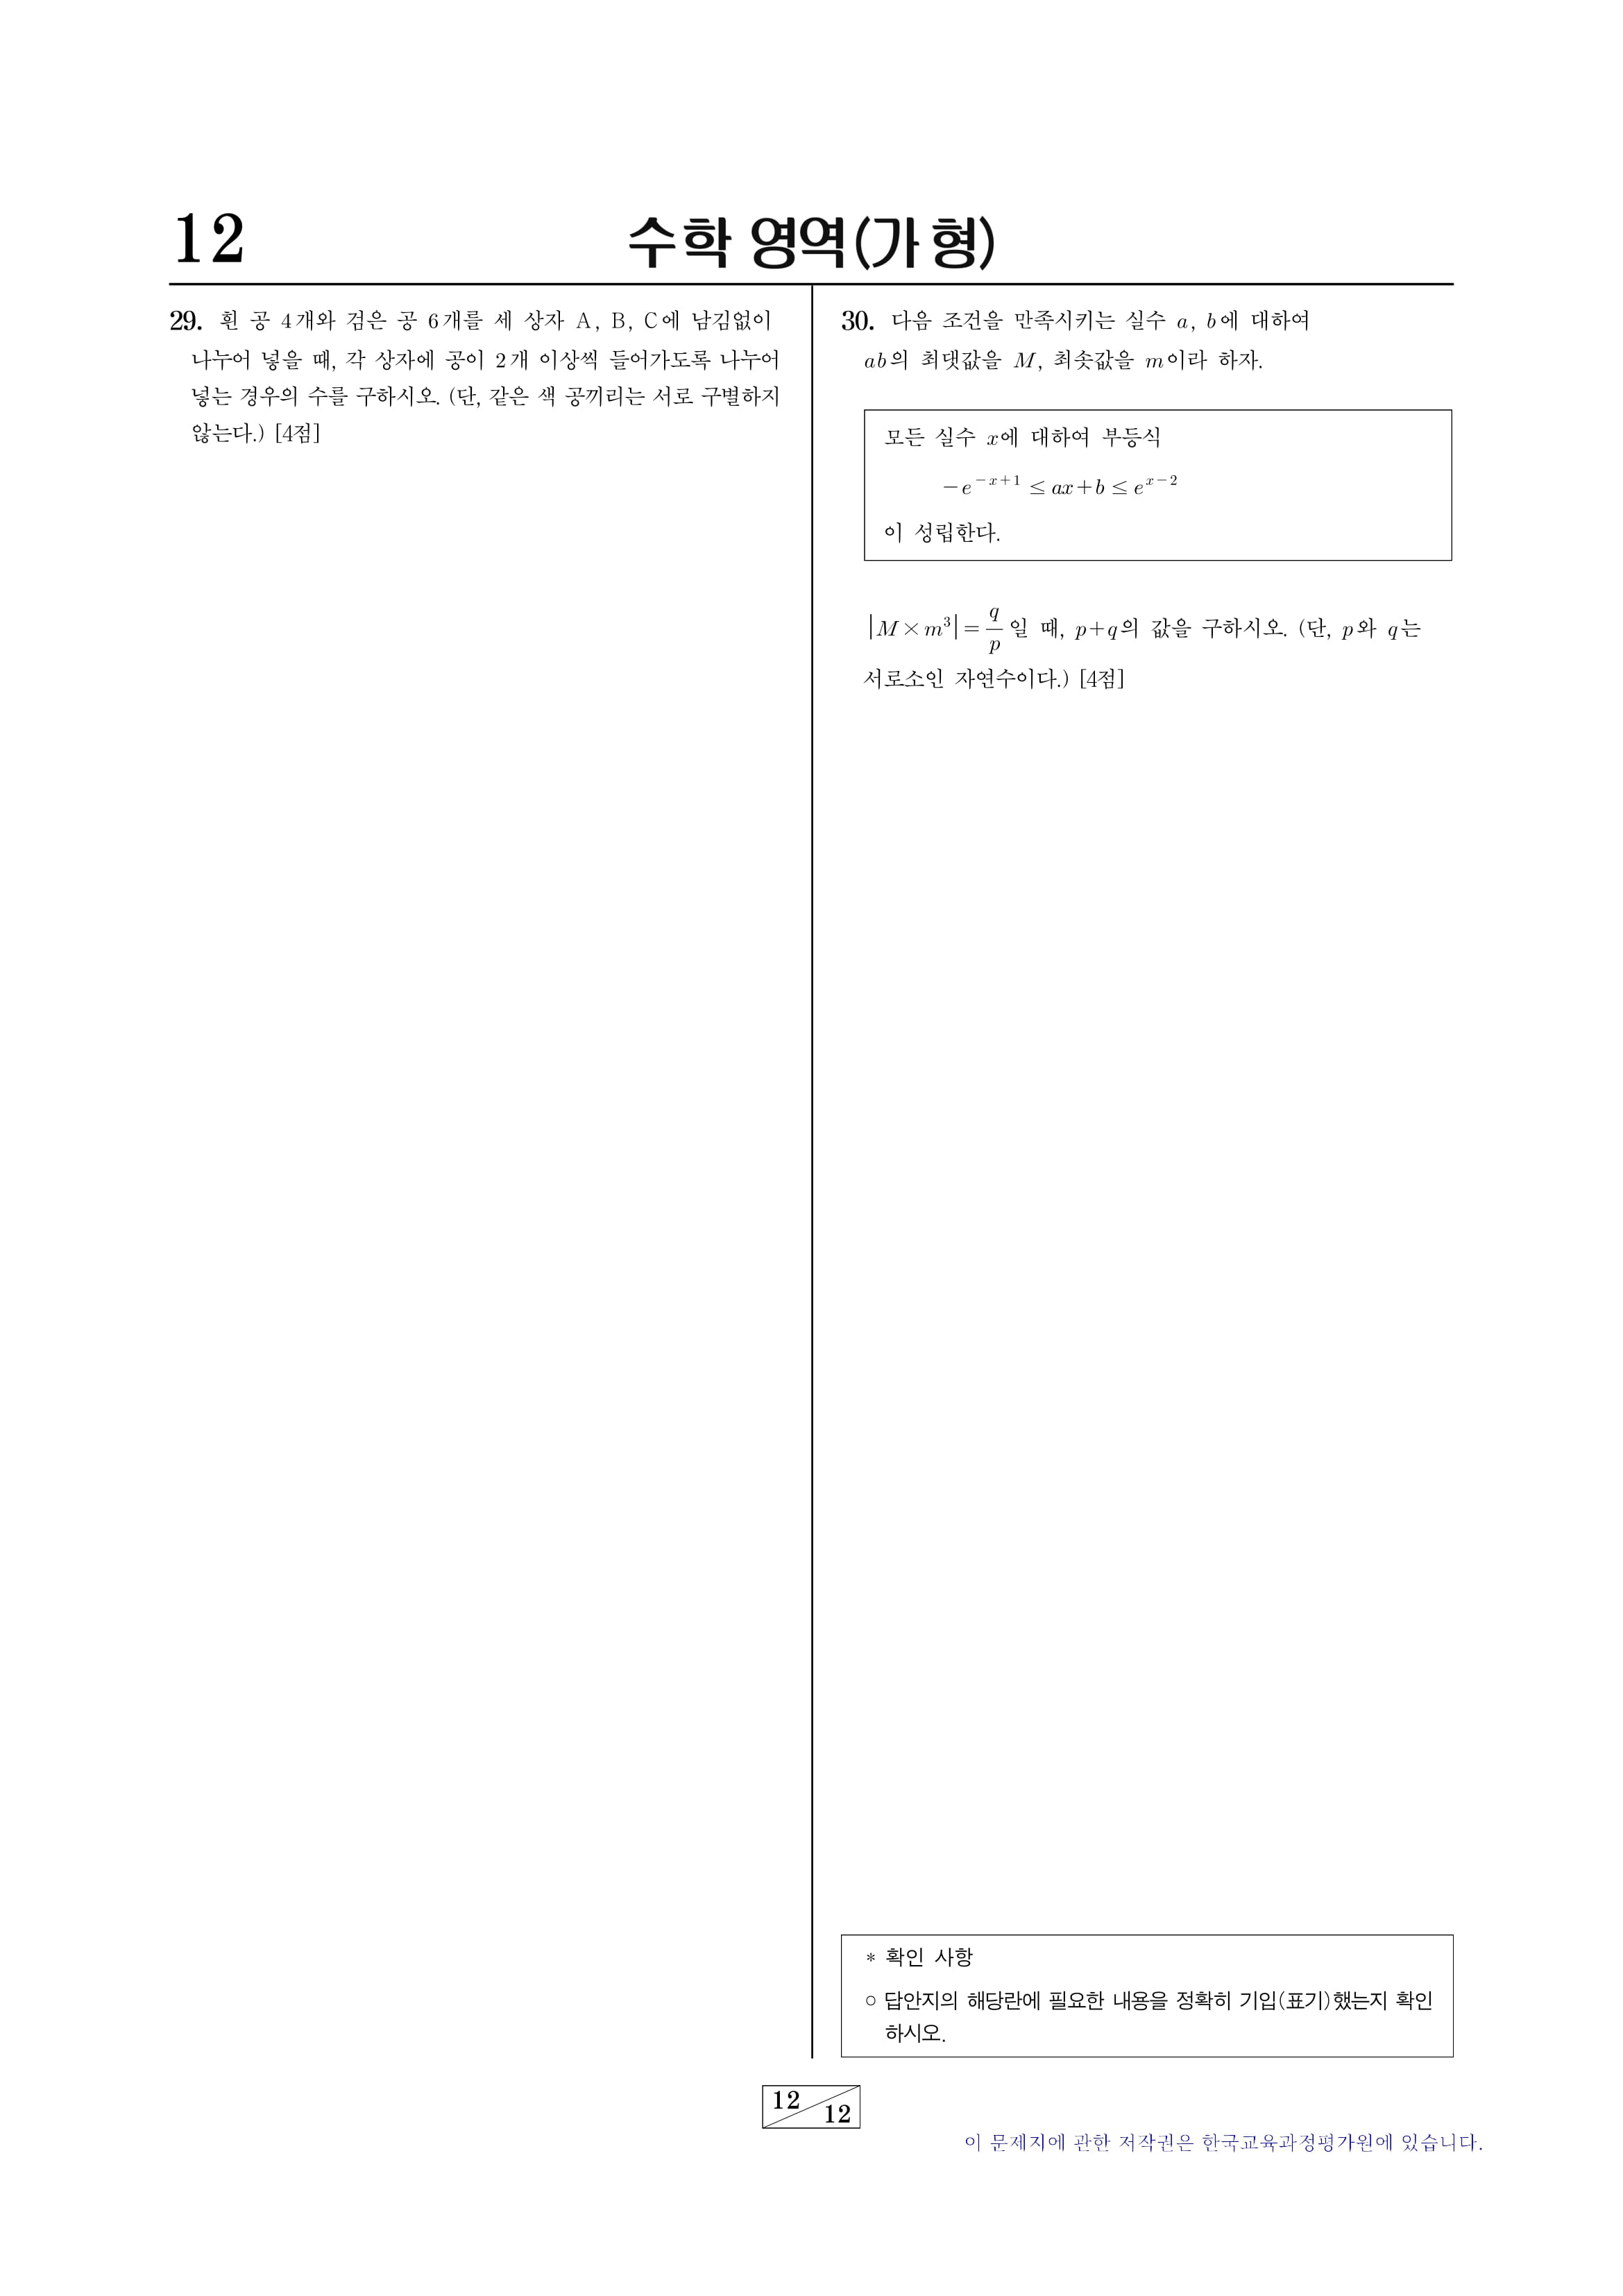 12
수학 영역(가형)
29. 흰 공 4개와 검은 공 6개를 세 상자 A, B, C에 남김없이
나누어 넣을 때, 각 상자에 공이 2개 이상씩 들어가도록 나누어
넣는 경우의 수를 구하시오. (단, 같은 색 공끼리는 서로 구별하지
않는다.) [4점]
30. 다음 조건을 만족시키는 실수 a, b에 대하여
ab의 최댓값을 M, 최솟값을 m이라 하자.
모든 실수 x에 대하여 부등식
$-e^{-x+1} \le ax+b \le e^{x-2}$
이 성립한다.
$|M \times m^3| = \frac{q}{p}$일 때, p+q의 값을 구하시오. (단, p와 q는
서로소인 자연수이다.) [4점]
* 확인 사항
○ 답안지의 해당란에 필요한 내용을 정확히 기입(표기)했는지 확인
하시오.
12
12
이 문제지에 관한 저작권은 한국교육과정평가원에 있습니다.